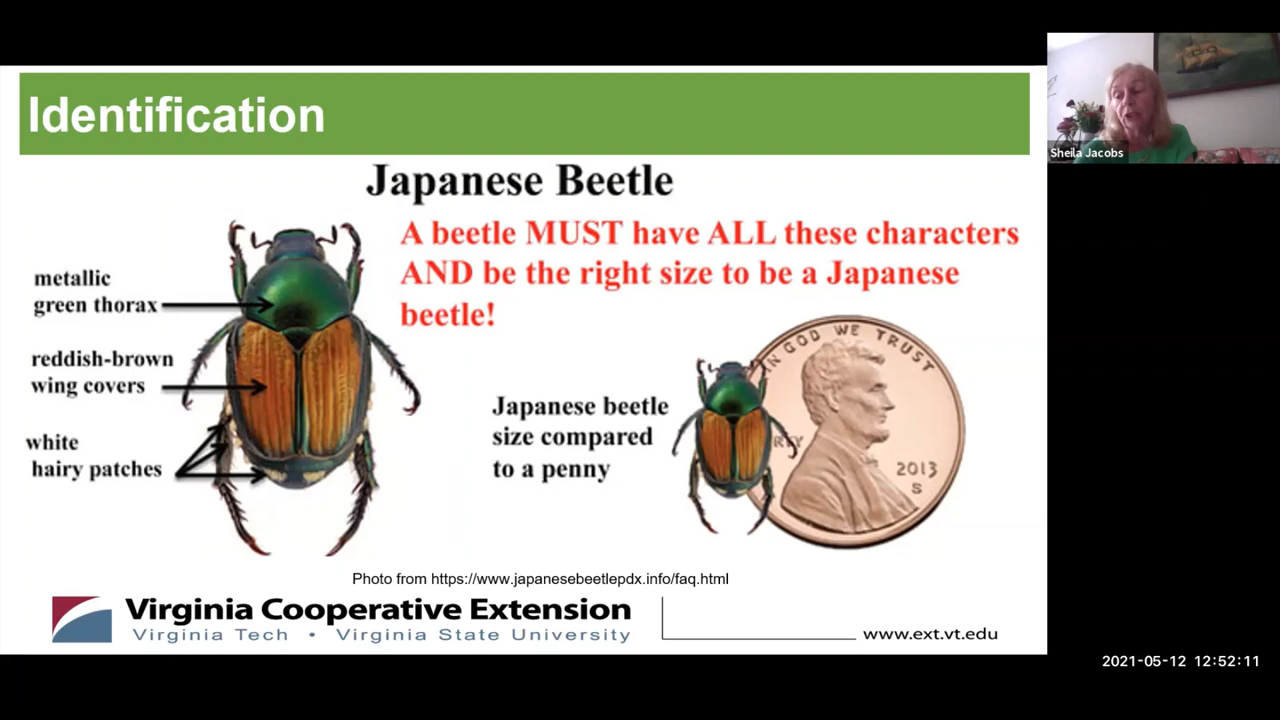 Identification
Japanese Beetle
A beetle MUST have ALL these characters
AND be the right size to be a Japanese
beetle!
metallic
green thorax
reddish-brown
wing covers
white
hairy patches
Japanese beetle
size compared
to a penny
IN GOD WE TRUST
RTY
2013
S
Photo from https://www.japanesebeetlepdx.info/faq.html
Virginia Cooperative Extension
Virginia Tech • Virginia State University
www.ext.vt.edu
Sheila Jacobs
2021-05-12 12:52:11